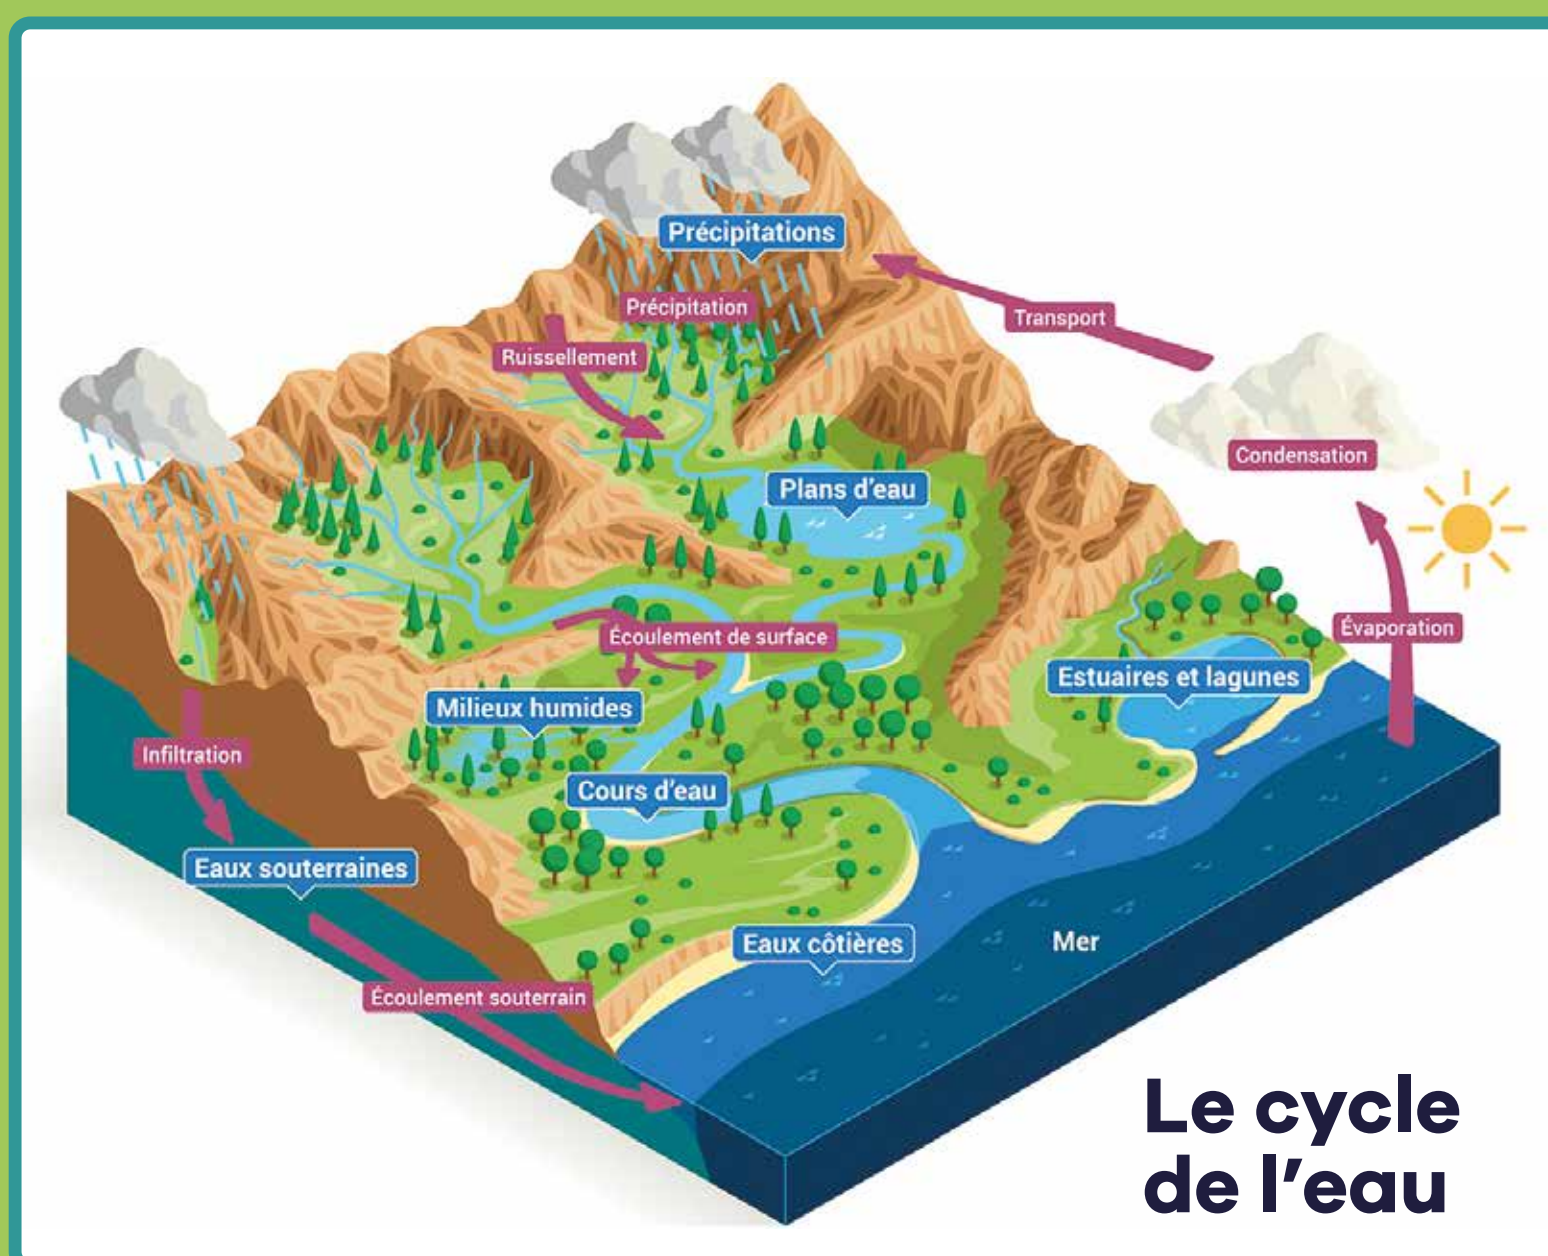 Précipitations
Précipitation
Transport
Ruissellement
Condensation
Plans d'eau
Évaporation
Écoulement de surface
Estuaires et lagunes
Milieux humides
Infiltration
Cours d'eau
Eaux souterraines
Eaux côtières
Mer
Écoulement souterrain
Le cycle
de l'eau